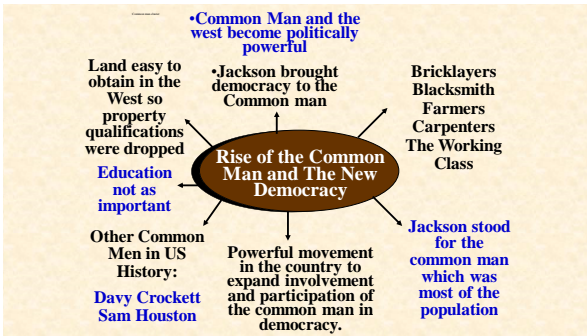 •Common Man and the
west become politically
powerful
Land easy to
obtain in the
West so
property
qualifications
were dropped
•Jackson brought
democracy to the
Common man
Bricklayers
Blacksmith
Farmers
Carpenters
The Working
Class
Rise of the Common
Man and The New
Democracy
Education
not as
important
Other Common
Men in US
History:
Davy Crockett
Sam Houston
Powerful movement
in the country to
expand involvement
and participation of
the common man in
democracy.
Jackson stood
for the
common man
which was
most of the
population